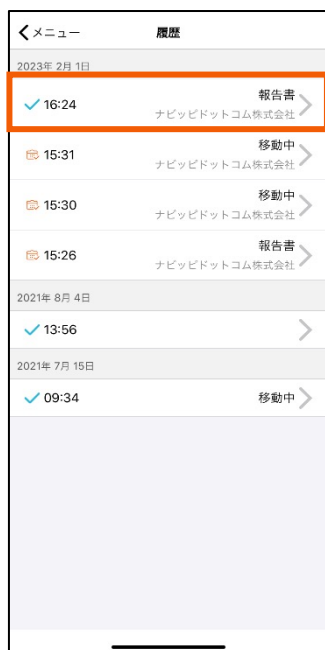 メニュー 履歴
2023年 2月 1日
16:24 報告書
ナビッピドットコム株式会社
15:31 移動中
ナビッピドットコム株式会社
15:30 移動中
ナビッピドットコム株式会社
15:26 報告書
ナビッピドットコム株式会社
2021年 8月 4日
13:56
2021年 7月 15日
09:34 移動中